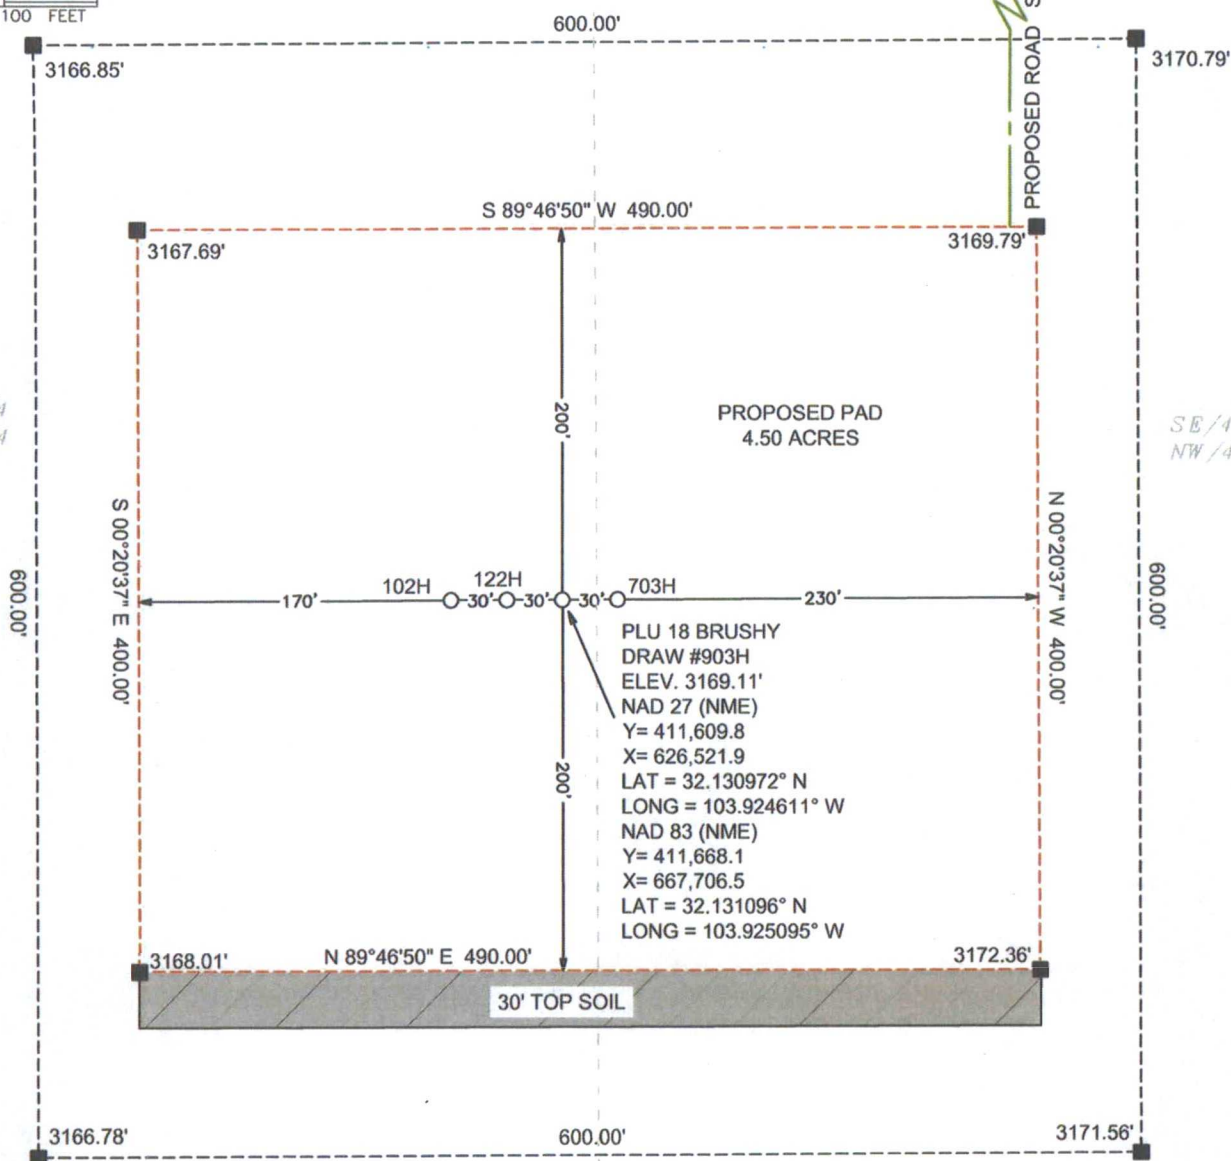 100 FEET
600.00'
3166.85'
3170.79'
PROPOSED ROAD
S 89°46'50" W 490.00'
3167.69'
3169.79'
PROPOSED PAD
4.50 ACRES
SE/4
NW/4
S 00°20'37" E 400.00'
N 00°20'37" W 400.00'
600.00'
600.00'
200'
102H
122H
703H
170'
30'
30'
30'
230'
PLU 18 BRUSHY
DRAW #903H
ELEV. 3169.11'
NAD 27 (NME)
Y= 411,609.8
X= 626,521.9
LAT = 32.130972° N
LONG = 103.924611° W
NAD 83 (NME)
Y= 411,668.1
X= 667,706.5
LAT = 32.131096° N
LONG = 103.925095° W
200'
3168.01'
N 89°46'50" E 490.00'
3172.36'
30' TOP SOIL
3166.78'
600.00'
3171.56'